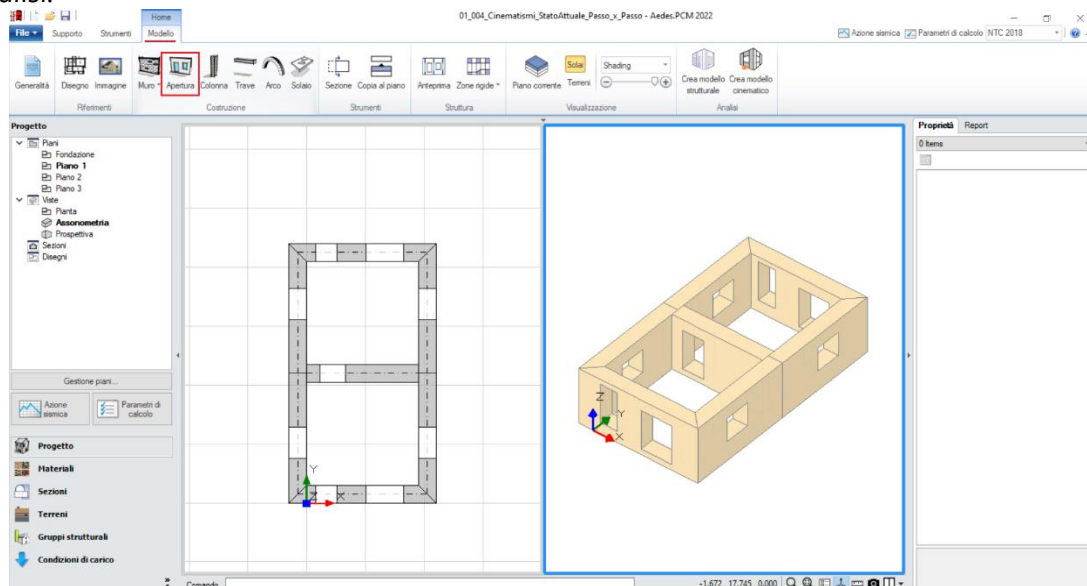 Home
01_004_Cinematismi_StatoAttuale_Passo_x_Passo - Aedes.PCM 2022
File Supporto Strumenti Modello
Azione sismica Parametri di calcolo NTC 2018
Generalità Disegno Immagine Muro Apertura Colonna Trave Arco Solaio Sezione Copia al piano Anteprima Zone rigide Piano corrente Solai Terreni Shading Crea modello strutturale Crea modello cinematico
Riferimenti Costruzione Strumenti Struttura Visualizzazione Analisi
Progetto
Piani
Fondazione
Piano 1
Piano 2
Piano 3
Viste
Pianta
Assonometria
Prospettiva
Sezioni
Disegni
Gestione piani...
Azione sismica
Parametri di calcolo
Progetto
Materiali
Sezioni
Terreni
Gruppi strutturali
Condizioni di carico
Y
Z X
Z
Y
X
Proprietà Report
0 Items
Comando
-1.672 17.745 0.000